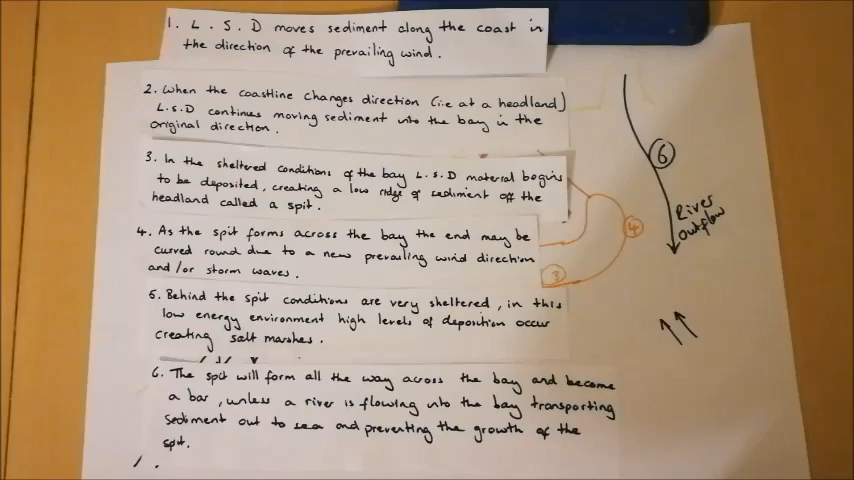 1. L.S.D moves sediment along the coast in
the direction of the prevailing wind.
2. When the coastline changes direction (i.e at a headland)
L.S.D continues moving sediment into the bay in the
original direction.
3. In the sheltered conditions of the bay L.S.D material begins
to be deposited, creating a low ridge of sediment off the
headland called a spit.
4. As the spit forms across the bay the end may be
curved round due to a new prevailing wind direction
and/or storm waves.
5. Behind the spit conditions are very sheltered, in this
low energy environment high levels of deposition occur
creating salt marshes.
6. The spit will form all the way across the bay and become
a bar, unless a river is flowing into the bay transporting
sediment out to sea and preventing the growth of the
spit.
6
River
outflow
4
3